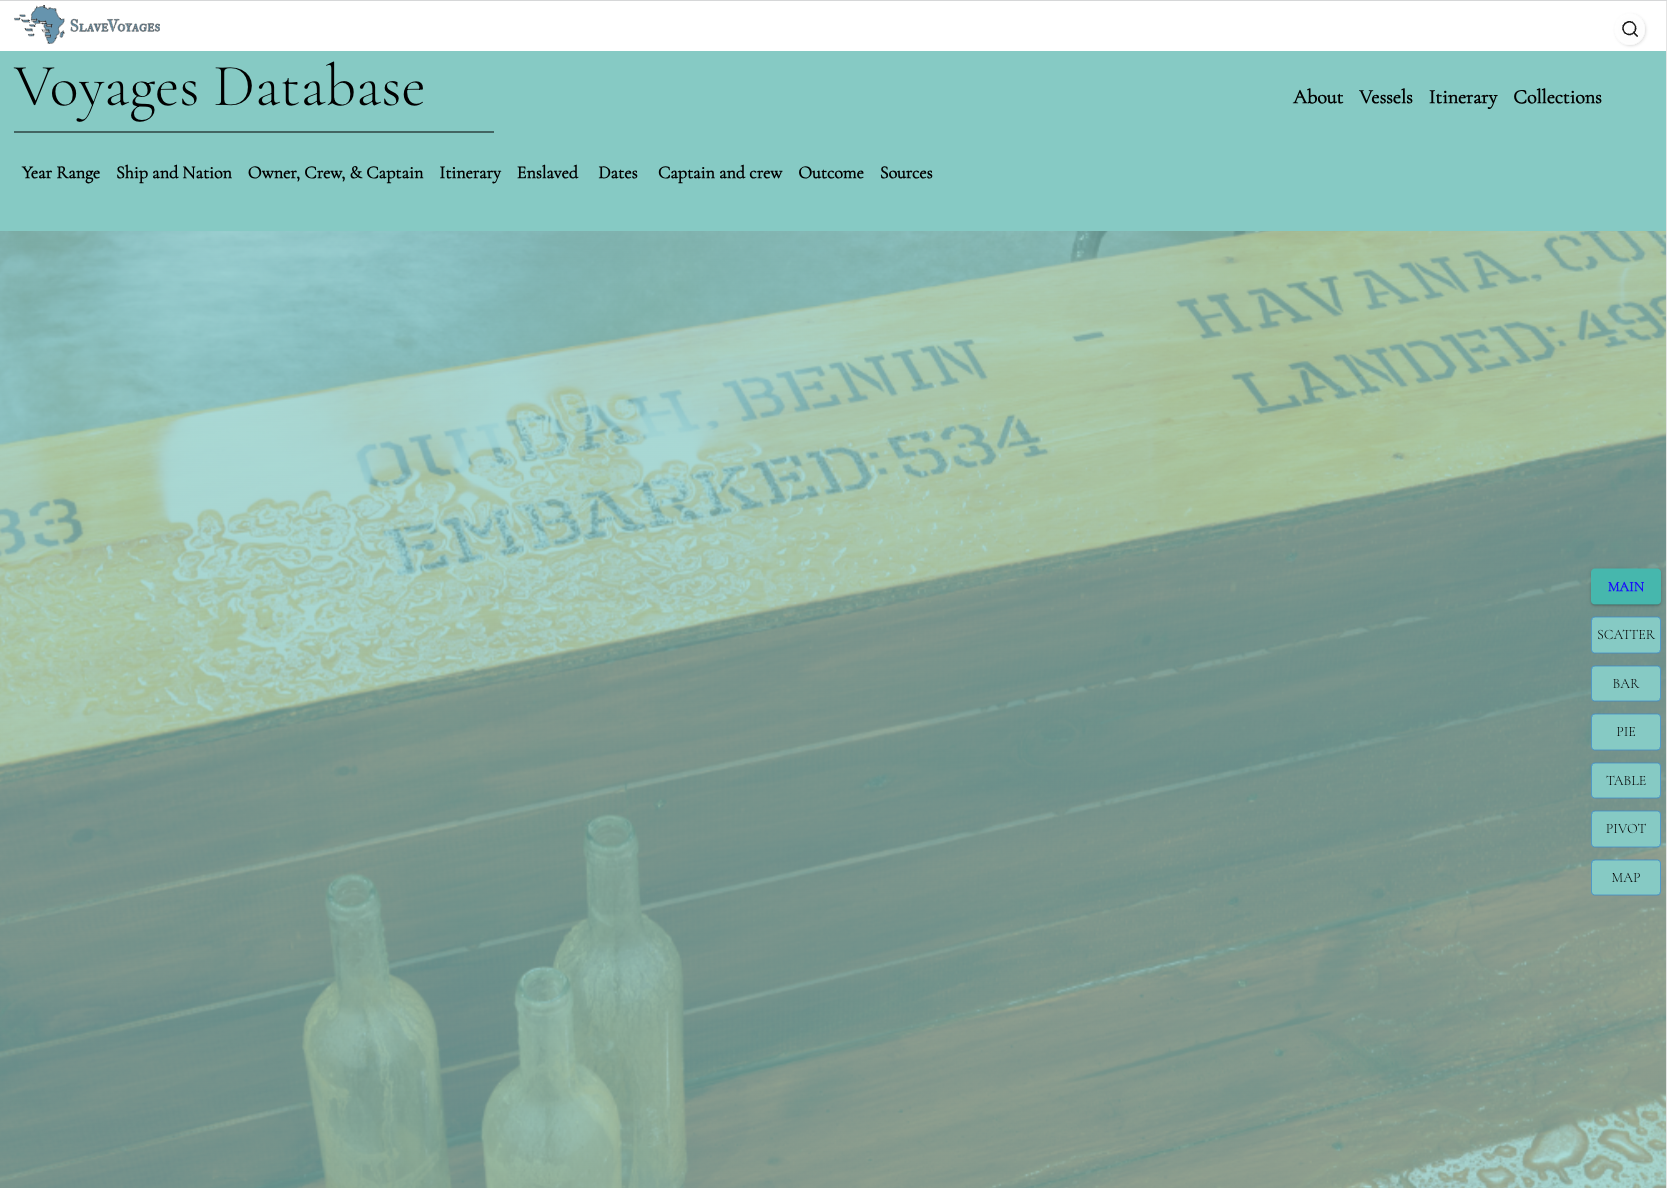 SlaveVoyages
Voyages Database
About Vessels Itinerary Collections
Year Range Ship and Nation Owner, Crew, & Captain Itinerary Enslaved Dates Captain and crew Outcome Sources
OUIDAH, BENIN - HAVANA, CU
EMBARKED:534 LANDED:49
33
MAIN
SCATTER
BAR
PIE
TABLE
PIVOT
MAP